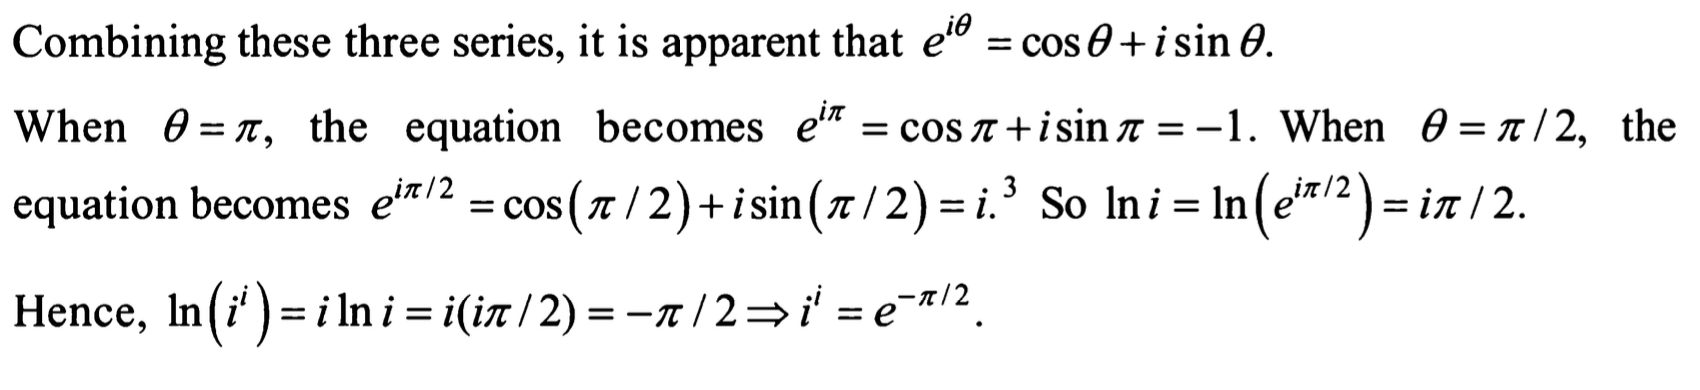 Combining these three series, it is apparent that e^{iθ} = cos θ + i sin θ.
When θ = π, the equation becomes e^{iπ} = cos π + i sin π = −1. When θ = π / 2, the
equation becomes e^{iπ/2} = cos(π / 2) + i sin(π / 2) = i.³ So ln i = ln(e^{iπ/2}) = iπ / 2.
Hence, ln(i^i) = i ln i = i(iπ / 2) = −π / 2 ⇒ i^i = e^{−π/2}.